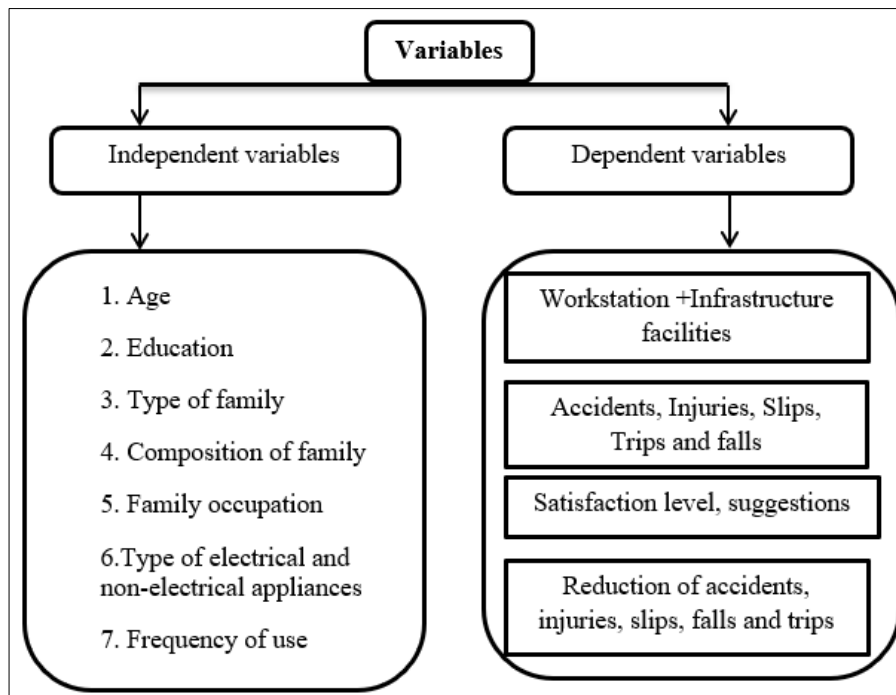 Variables
Independent variables
Dependent variables
1. Age
2. Education
3. Type of family
4. Composition of family
5. Family occupation
6.Type of electrical and
non-electrical appliances
7. Frequency of use
Workstation +Infrastructure
facilities
Accidents, Injuries, Slips,
Trips and falls
Satisfaction level, suggestions
Reduction of accidents,
injuries, slips, falls and trips